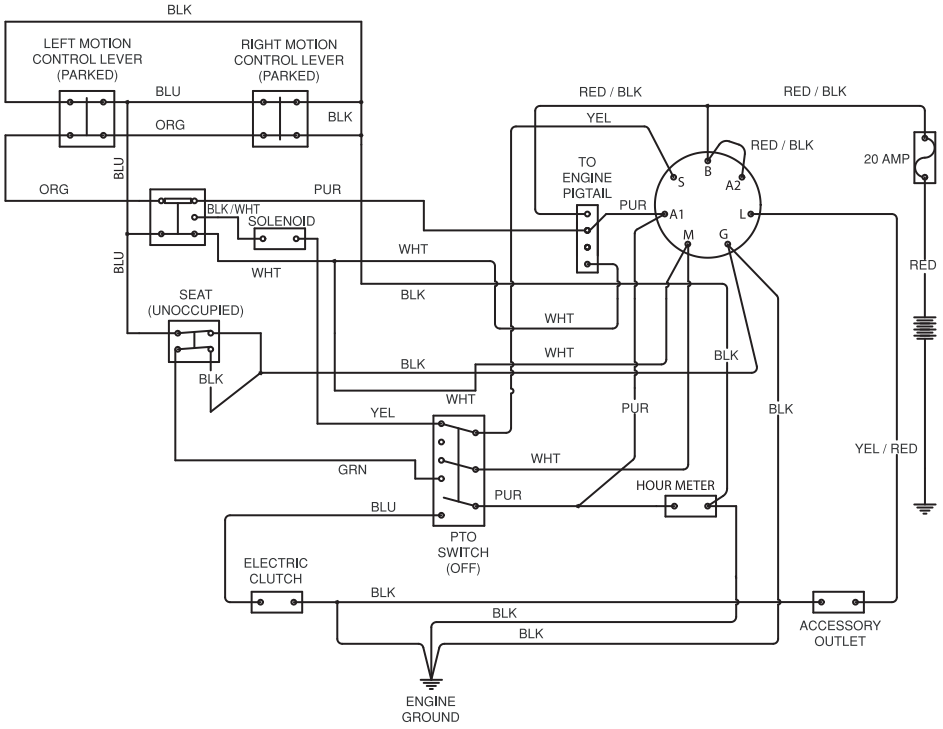 BLK
LEFT MOTION
CONTROL LEVER
(PARKED)
RIGHT MOTION
CONTROL LEVER
(PARKED)
BLU
BLK
ORG
RED / BLK
RED / BLK
YEL
RED / BLK
20 AMP
TO
ENGINE
PIGTAIL
BLU
ORG
PUR
BLK/WHT
SOLENOID
PUR
S
B
A2
A1
L
M
G
WHT
WHT
BLU
BLK
RED
SEAT
(UNOCCUPIED)
WHT
WHT
BLK
BLK
BLK
WHT
YEL
PUR
BLK
YEL / RED
GRN
WHT
HOUR METER
PUR
BLU
PTO
SWITCH
(OFF)
ELECTRIC
CLUTCH
BLK
BLK
BLK
ACCESSORY
OUTLET
ENGINE
GROUND